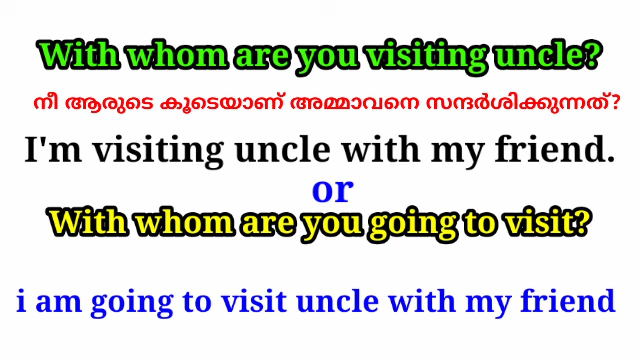 With whom are you visiting uncle?
നീ ആരുടെ കൂടെയാണ് അമ്മാവനെ സന്ദർശിക്കുന്നത്?
I'm visiting uncle with my friend.
or
With whom are you going to visit?
i am going to visit uncle with my friend